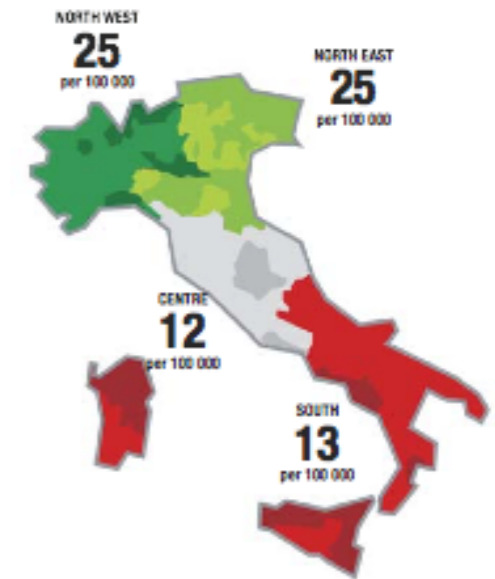 NORTH WEST
25
per 100 000
NORTH EAST
25
per 100 000
CENTRE
12
per 100 000
SOUTH
13
per 100 000